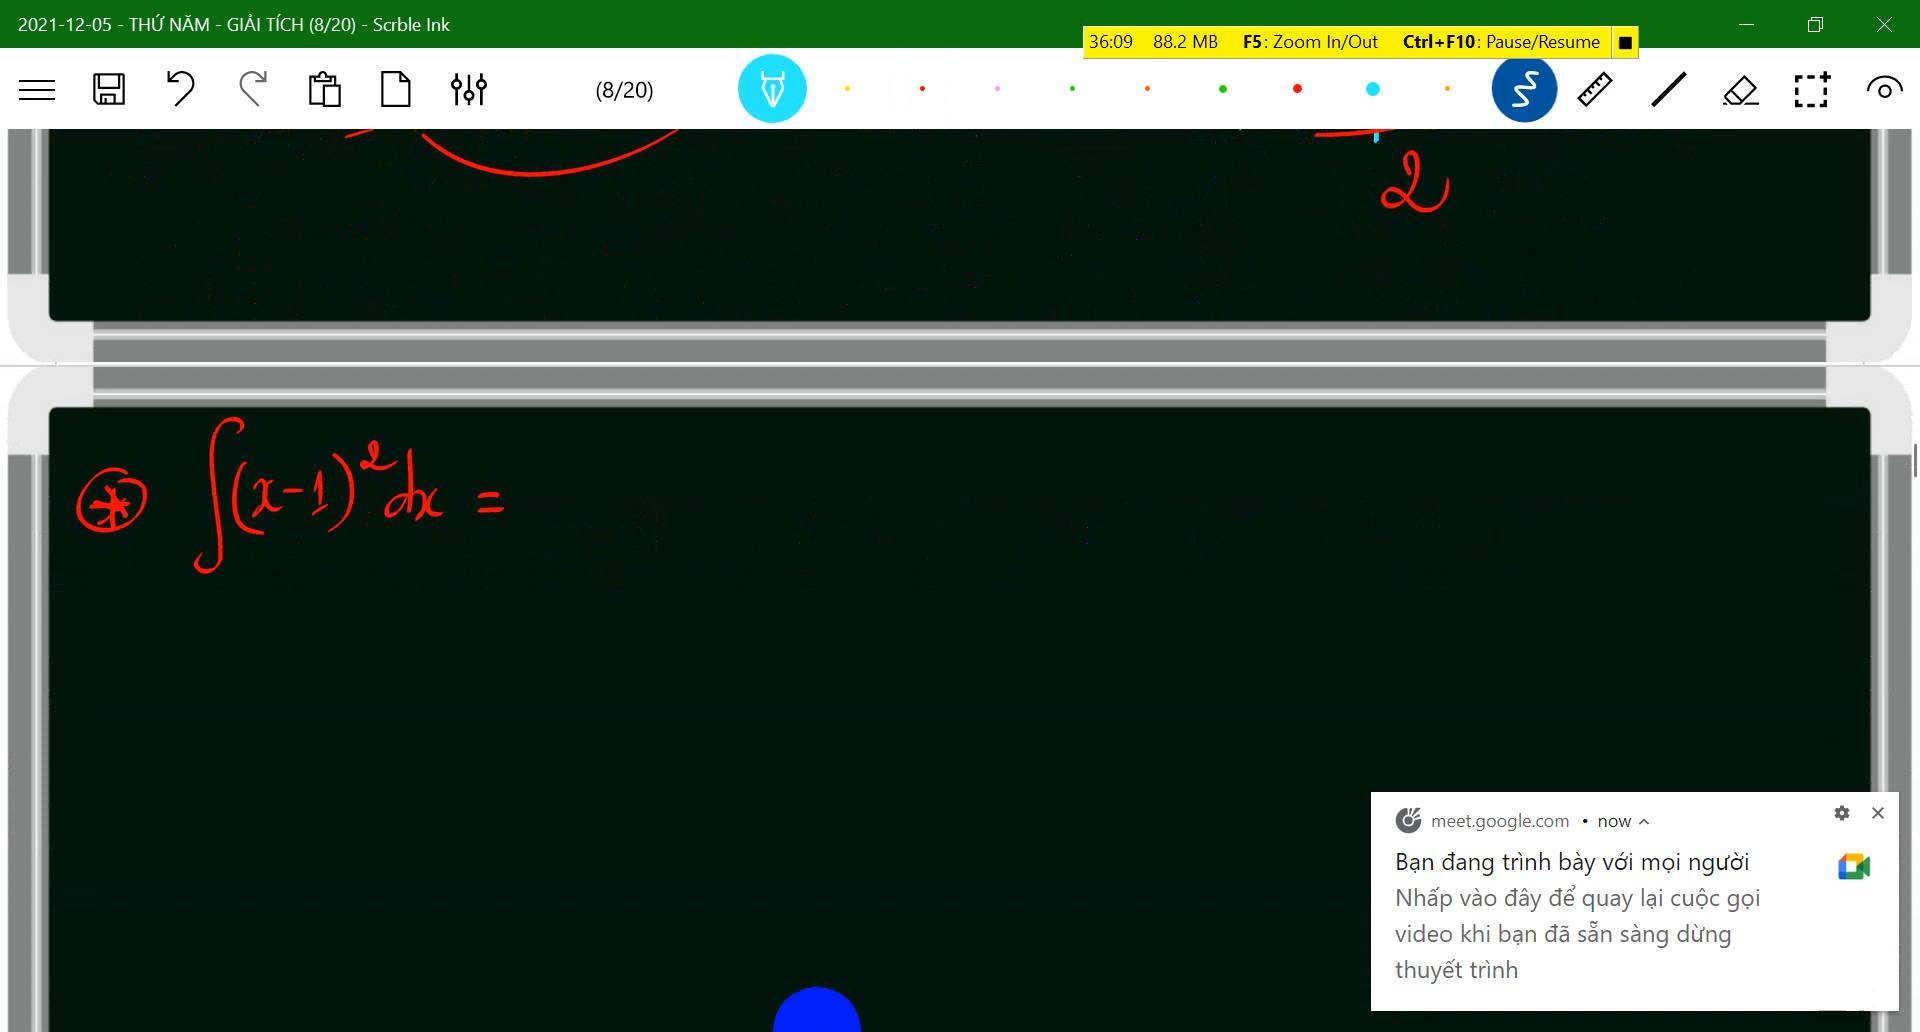 2021-12-05 - THỨ NĂM - GIẢI TÍCH (8/20) - Scrble Ink
36:09 88.2 MB F5: Zoom In/Out Ctrl+F10: Pause/Resume
(8/20)
2
⊛ ∫(x-1)²dx =
meet.google.com • now
Bạn đang trình bày với mọi người
Nhấp vào đây để quay lại cuộc gọi
video khi bạn đã sẵn sàng dừng
thuyết trình